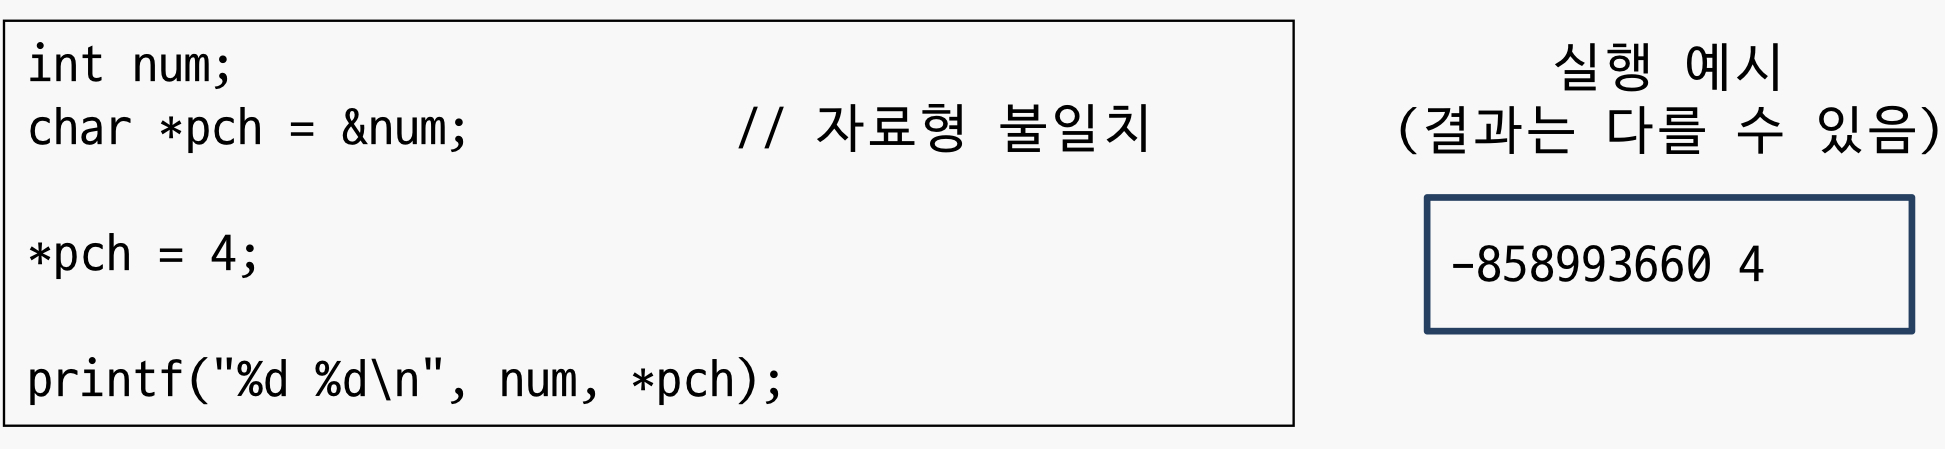 int num;
char *pch = &num; // 자료형 불일치
*pch = 4;
printf("%d %d\n", num, *pch);
실행 예시
(결과는 다를 수 있음)
-858993660 4